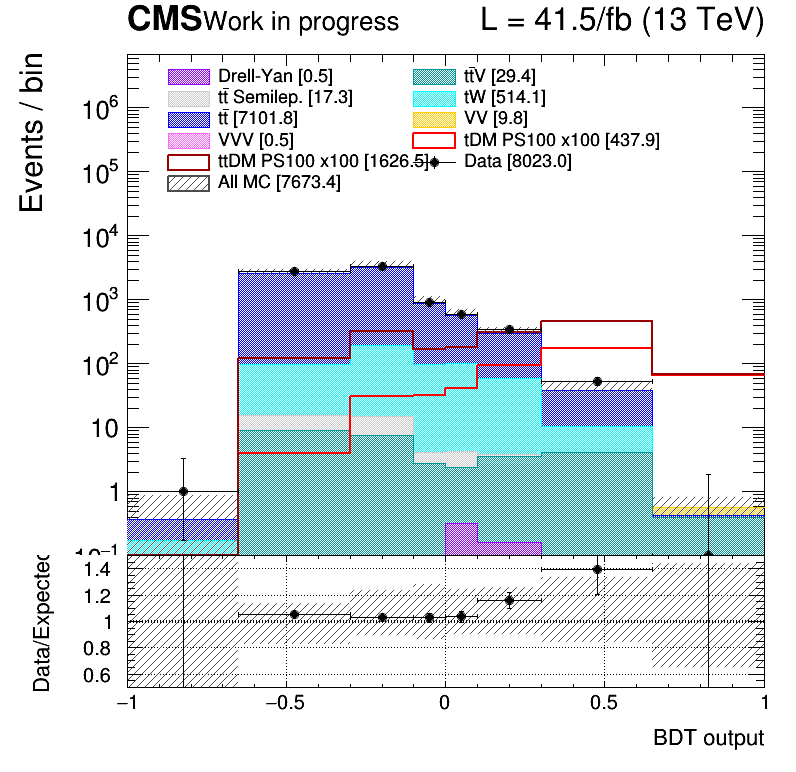 CMS Work in progress L = 41.5/fb (13 TeV)
Events / bin
Drell-Yan [0.5] tt̄V [29.4]
tt̄ Semilep. [17.3] tW [514.1]
tt̄ [7101.8] VV [9.8]
VVV [0.5] tDM PS100 x100 [437.9]
ttDM PS100 x100 [1626.5] Data [8023.0]
All MC [7673.4]
10⁶
10⁵
10⁴
10³
10²
10
1
10⁻¹
Data/Expected
1.4
1.2
1
0.8
0.6
−1 −0.5 0 0.5 1
BDT output